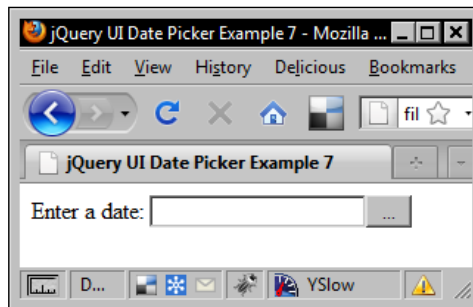 jQuery UI Date Picker Example 7 - Mozilla ...
File Edit View History Delicious Bookmarks
fil
jQuery UI Date Picker Example 7
Enter a date: ...
D... YSlow